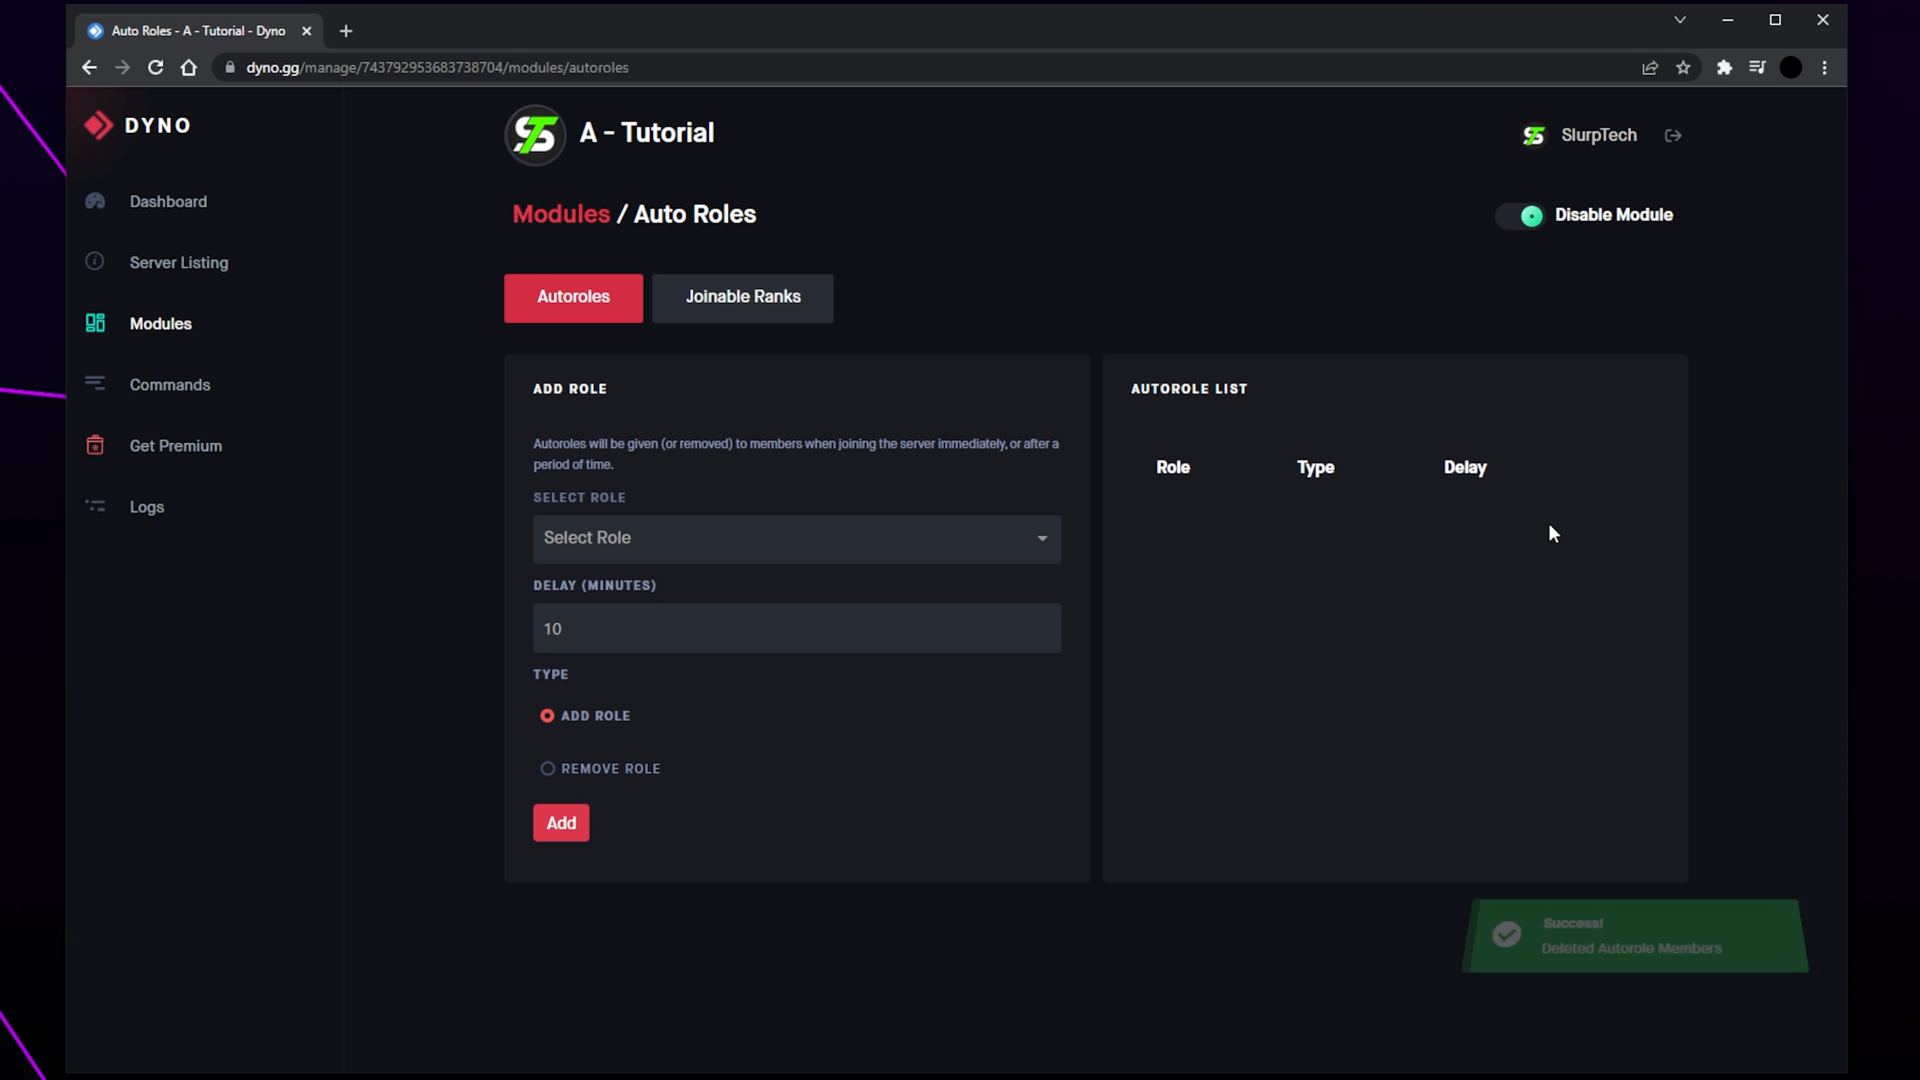 Auto Roles - A - Tutorial - Dyno
dyno.gg/manage/743792953683738704/modules/autoroles
DYNO
A - Tutorial
SlurpTech
Dashboard
Server Listing
Modules
Commands
Get Premium
Logs
Modules / Auto Roles
Disable Module
Autoroles
Joinable Ranks
ADD ROLE
Autoroles will be given (or removed) to members when joining the server immediately, or after a
period of time.
SELECT ROLE
Select Role
DELAY (MINUTES)
10
TYPE
ADD ROLE
REMOVE ROLE
Add
AUTOROLE LIST
Role Type Delay
Success!
Deleted Autorole Members